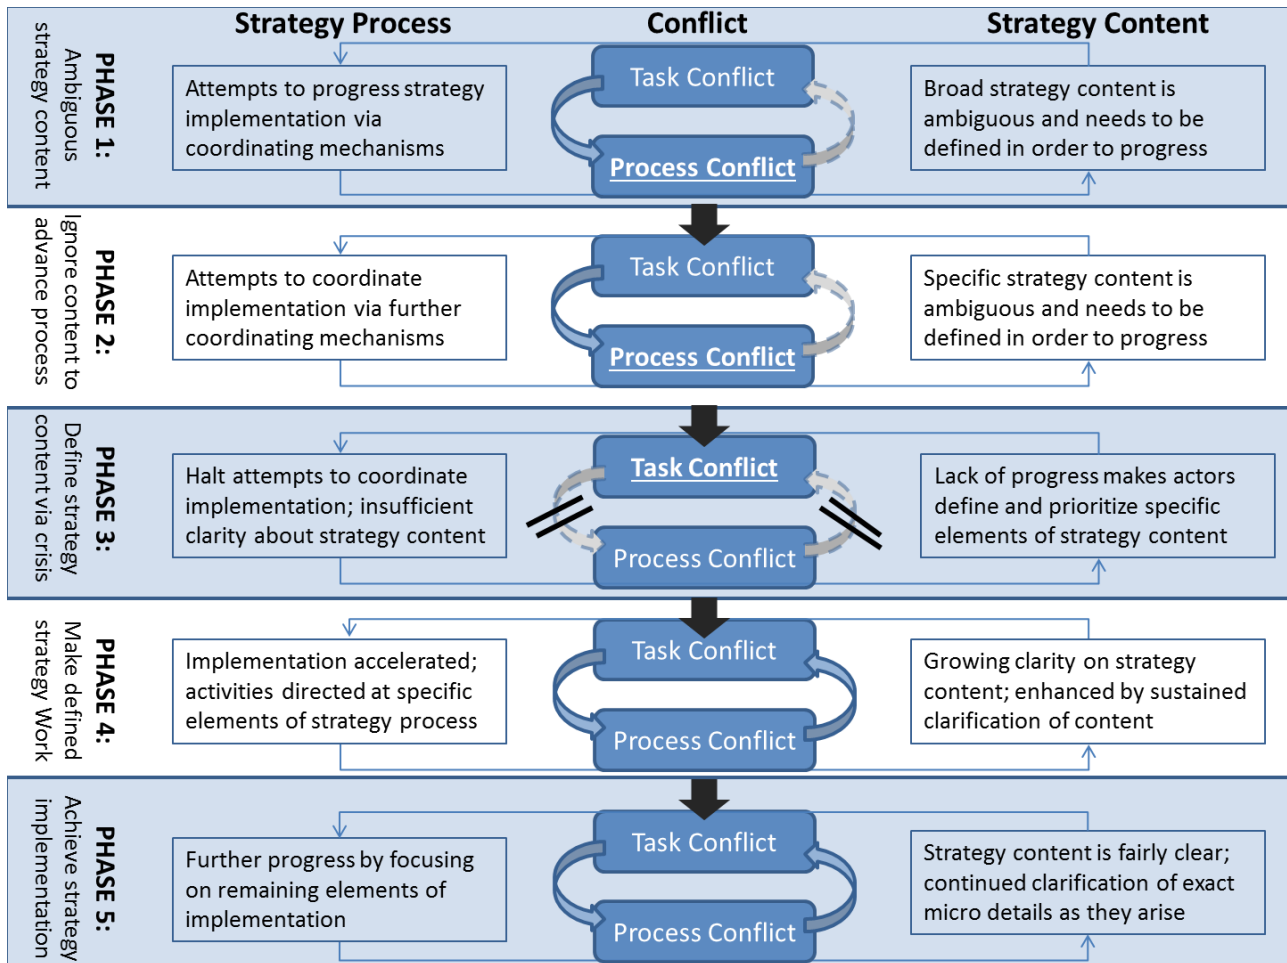 Strategy Process
Conflict
Strategy Content
PHASE 1:
Ambiguous
strategy content
Attempts to progress strategy
implementation via
coordinating mechanisms
Task Conflict
Process Conflict
Broad strategy content is
ambiguous and needs to be
defined in order to progress
PHASE 2:
Ignore content to
advance process
Attempts to coordinate
implementation via further
coordinating mechanisms
Task Conflict
Process Conflict
Specific strategy content is
ambiguous and needs to be
defined in order to progress
PHASE 3:
Define strategy
content via crisis
Halt attempts to coordinate
implementation; insufficient
clarity about strategy content
Task Conflict
Process Conflict
Lack of progress makes actors
define and prioritize specific
elements of strategy content
PHASE 4:
Make defined
strategy Work
Implementation accelerated;
activities directed at specific
elements of strategy process
Task Conflict
Process Conflict
Growing clarity on strategy
content; enhanced by sustained
clarification of content
PHASE 5:
Achieve strategy
implementation
Further progress by focusing
on remaining elements of
implementation
Task Conflict
Process Conflict
Strategy content is fairly clear;
continued clarification of exact
micro details as they arise